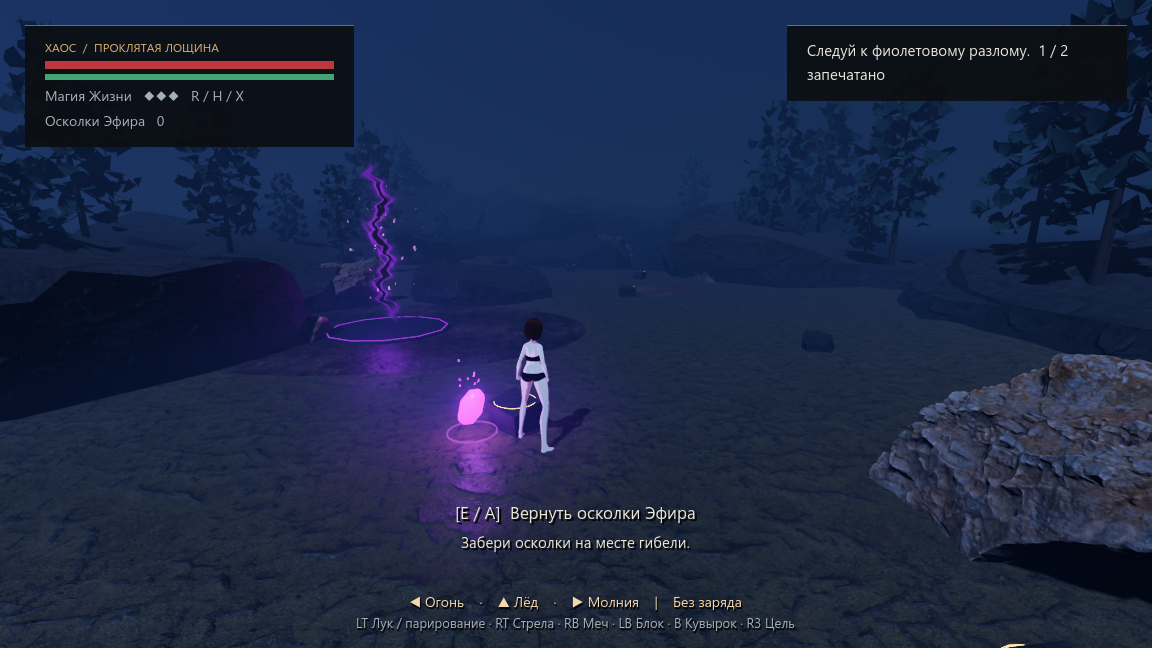 ХАОС / ПРОКЛЯТАЯ ЛОЩИНА
Магия Жизни ◆◆◆ R / H / X
Осколки Эфира 0
Следуй к фиолетовому разлому. 1 / 2
запечатано
[E / A] Вернуть осколки Эфира
Забери осколки на месте гибели.
◀ Огонь · ▲ Лёд · ▶ Молния | Без заряда
LT Лук / парирование · RT Стрела · RB Меч · LB Блок · B Кувырок · R3 Цель